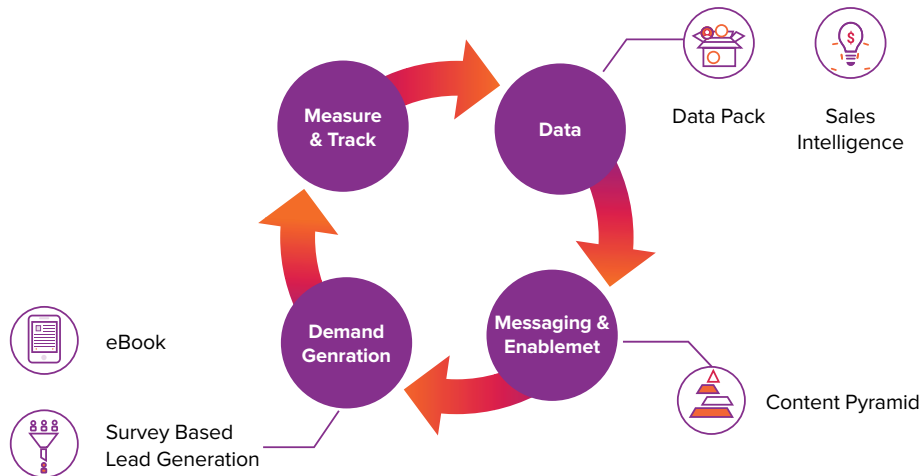 Measure
& Track
Data
Data Pack
Sales
Intelligence
Messaging &
Enablemet
Content Pyramid
Demand
Genration
eBook
Survey Based
Lead Generation
$